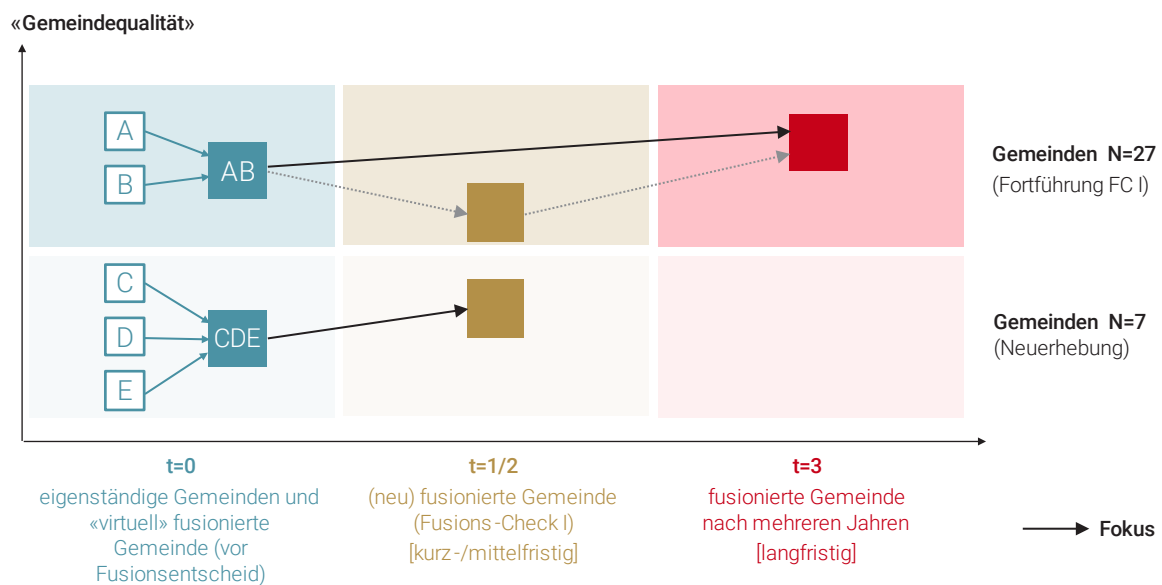 «Gemeindequalität»
A
B
AB
Gemeinden N=27
(Fortführung FC I)
C
D
E
CDE
Gemeinden N=7
(Neuerhebung)
t=0
eigenständige Gemeinden und
«virtuell» fusionierte
Gemeinde (vor
Fusionsentscheid)
t=1/2
(neu) fusionierte Gemeinde
(Fusions-Check I)
[kurz-/mittelfristig]
t=3
fusionierte Gemeinde
nach mehreren Jahren
[langfristig]
Fokus